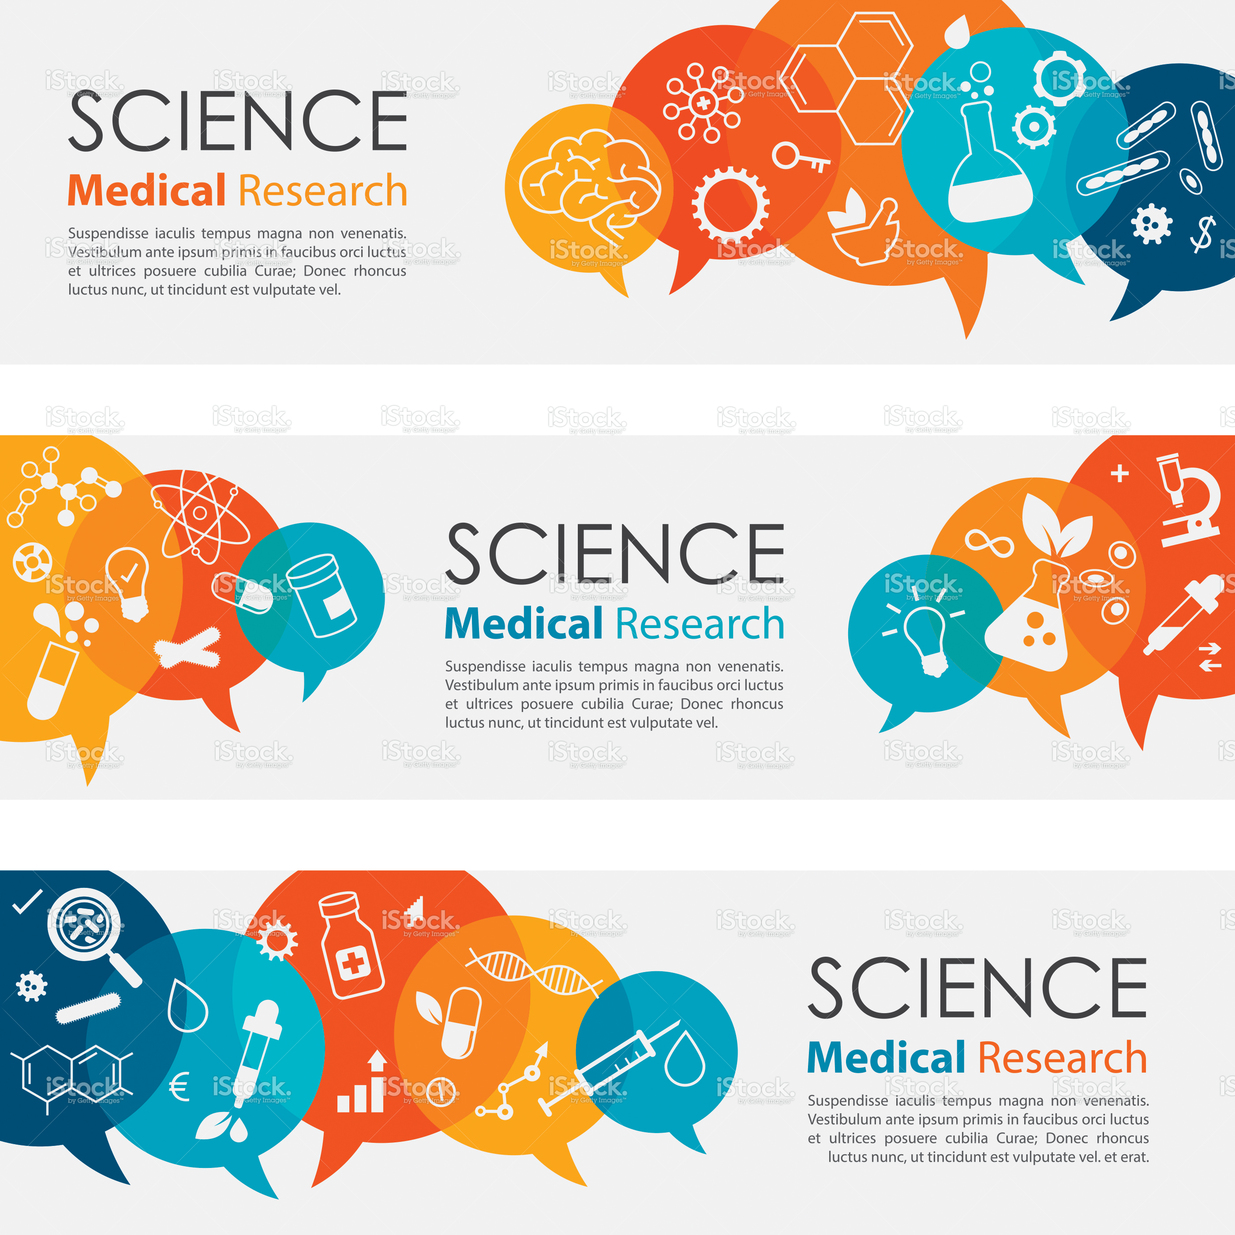 SCIENCE
Medical Research
Suspendisse iaculis tempus magna non venenatis.
Vestibulum ante ipsum primis in faucibus orci luctus
et ultrices posuere cubilia Curae; Donec rhoncus
luctus nunc, ut tincidunt est vulputate vel.
$
iStock.
by Getty Images™
SCIENCE
Medical Research
Suspendisse iaculis tempus magna non venenatis.
Vestibulum ante ipsum primis in faucibus orci luctus
et ultrices posuere cubilia Curae; Donec rhoncus
luctus nunc, ut tincidunt est vulputate vel.
€
SCIENCE
Medical Research
Suspendisse iaculis tempus magna non venenatis.
Vestibulum ante ipsum primis in faucibus orci luctus
et ultrices posuere cubilia Curae; Donec rhoncus
luctus nunc, ut tincidunt est vulputate vel. et erat.